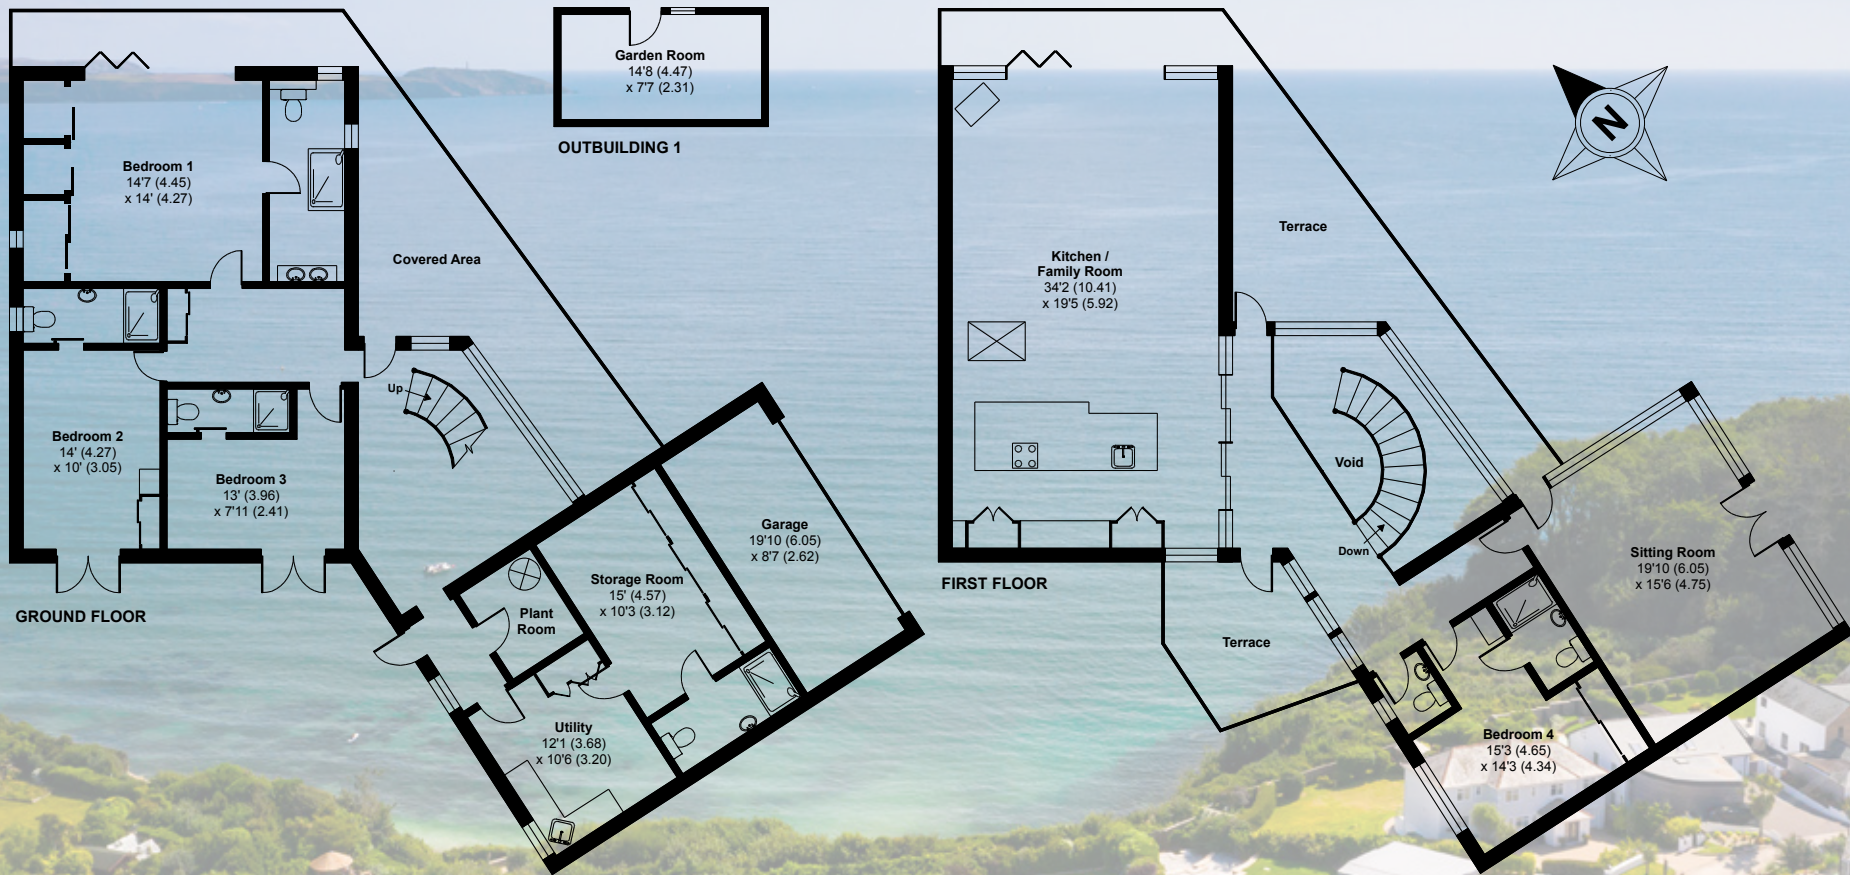 Garden Room
14'8 (4.47)
x 7'7 (2.31)
OUTBUILDING 1
Bedroom 1
14'7 (4.45)
x 14' (4.27)
Covered Area
Up
Bedroom 2
14' (4.27)
x 10' (3.05)
Bedroom 3
13' (3.96)
x 7'11 (2.41)
Garage
19'10 (6.05)
x 8'7 (2.62)
Storage Room
15' (4.57)
x 10'3 (3.12)
Plant
Room
Utility
12'1 (3.68)
x 10'6 (3.20)
GROUND FLOOR
N
Terrace
Kitchen /
Family Room
34'2 (10.41)
x 19'5 (5.92)
Void
Down
Sitting Room
19'10 (6.05)
x 15'6 (4.75)
Terrace
Bedroom 4
15'3 (4.65)
x 14'3 (4.34)
FIRST FLOOR